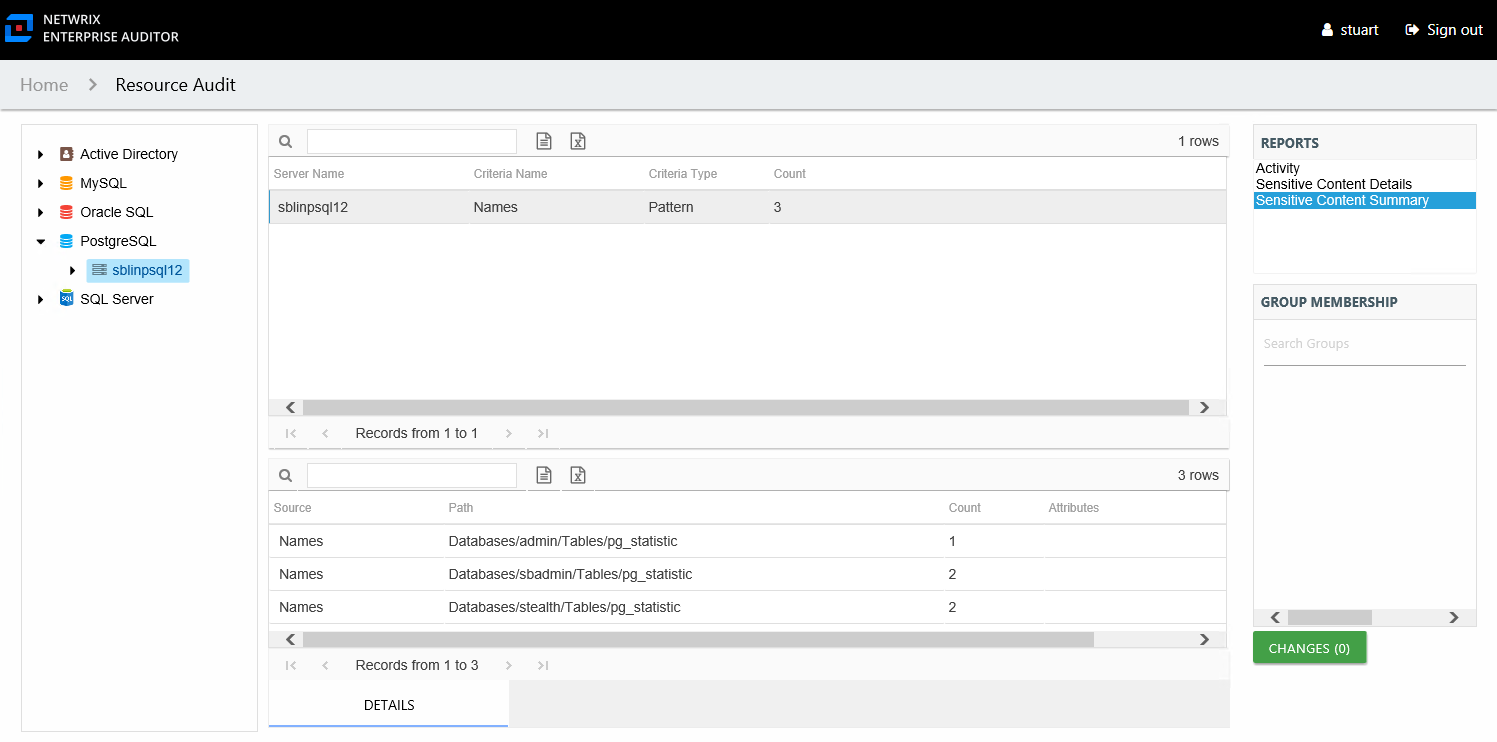 NETWRIX
ENTERPRISE AUDITOR
stuart
Sign out
Home > Resource Audit
Active Directory
MySQL
Oracle SQL
PostgreSQL
sblinpsql12
SQL Server
1 rows
Server Name Criteria Name Criteria Type Count
sblinpsql12 Names Pattern 3
Records from 1 to 1
3 rows
Source Path Count Attributes
Names Databases/admin/Tables/pg_statistic 1
Names Databases/sbadmin/Tables/pg_statistic 2
Names Databases/stealth/Tables/pg_statistic 2
Records from 1 to 3
DETAILS
REPORTS
Activity
Sensitive Content Details
Sensitive Content Summary
GROUP MEMBERSHIP
Search Groups
CHANGES (0)